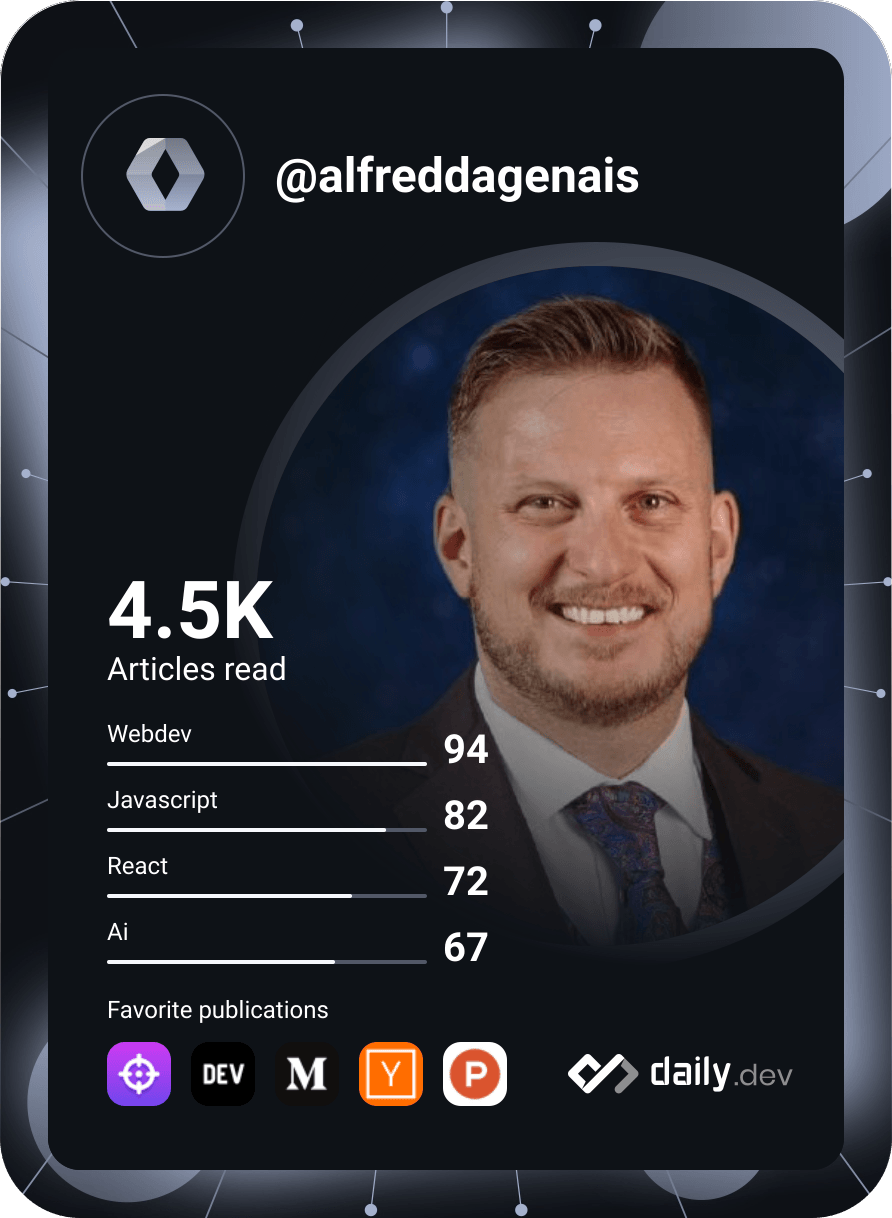 @alfreddagenais
4.5K
Articles read
Webdev
94
Javascript
82
React
72
Ai
67
Favorite publications
DEV
M
Y
P
daily.dev